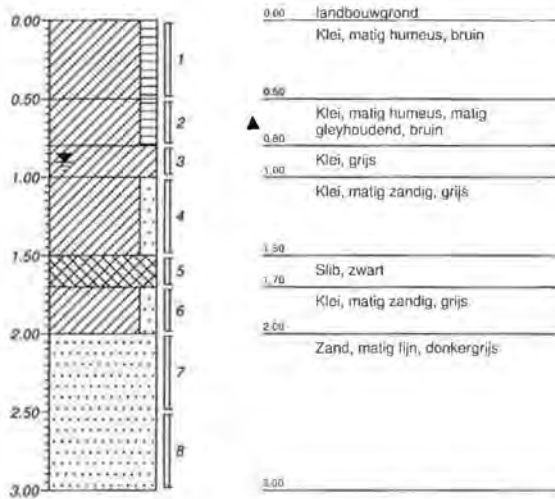 0.00
0.50
1.00
1.50
2.00
2.50
3.00
1
2
3
4
5
6
7
8
0.00 landbouwgrond
Klei, matig humeus, bruin
0.50
Klei, matig humeus, matig
gleyhoudend, bruin
0.80
Klei, grijs
1.00
Klei, matig zandig, grijs
1.50
Slib, zwart
1.70
Klei, matig zandig, grijs
2.00
Zand, matig fijn, donkergrijs
3.00